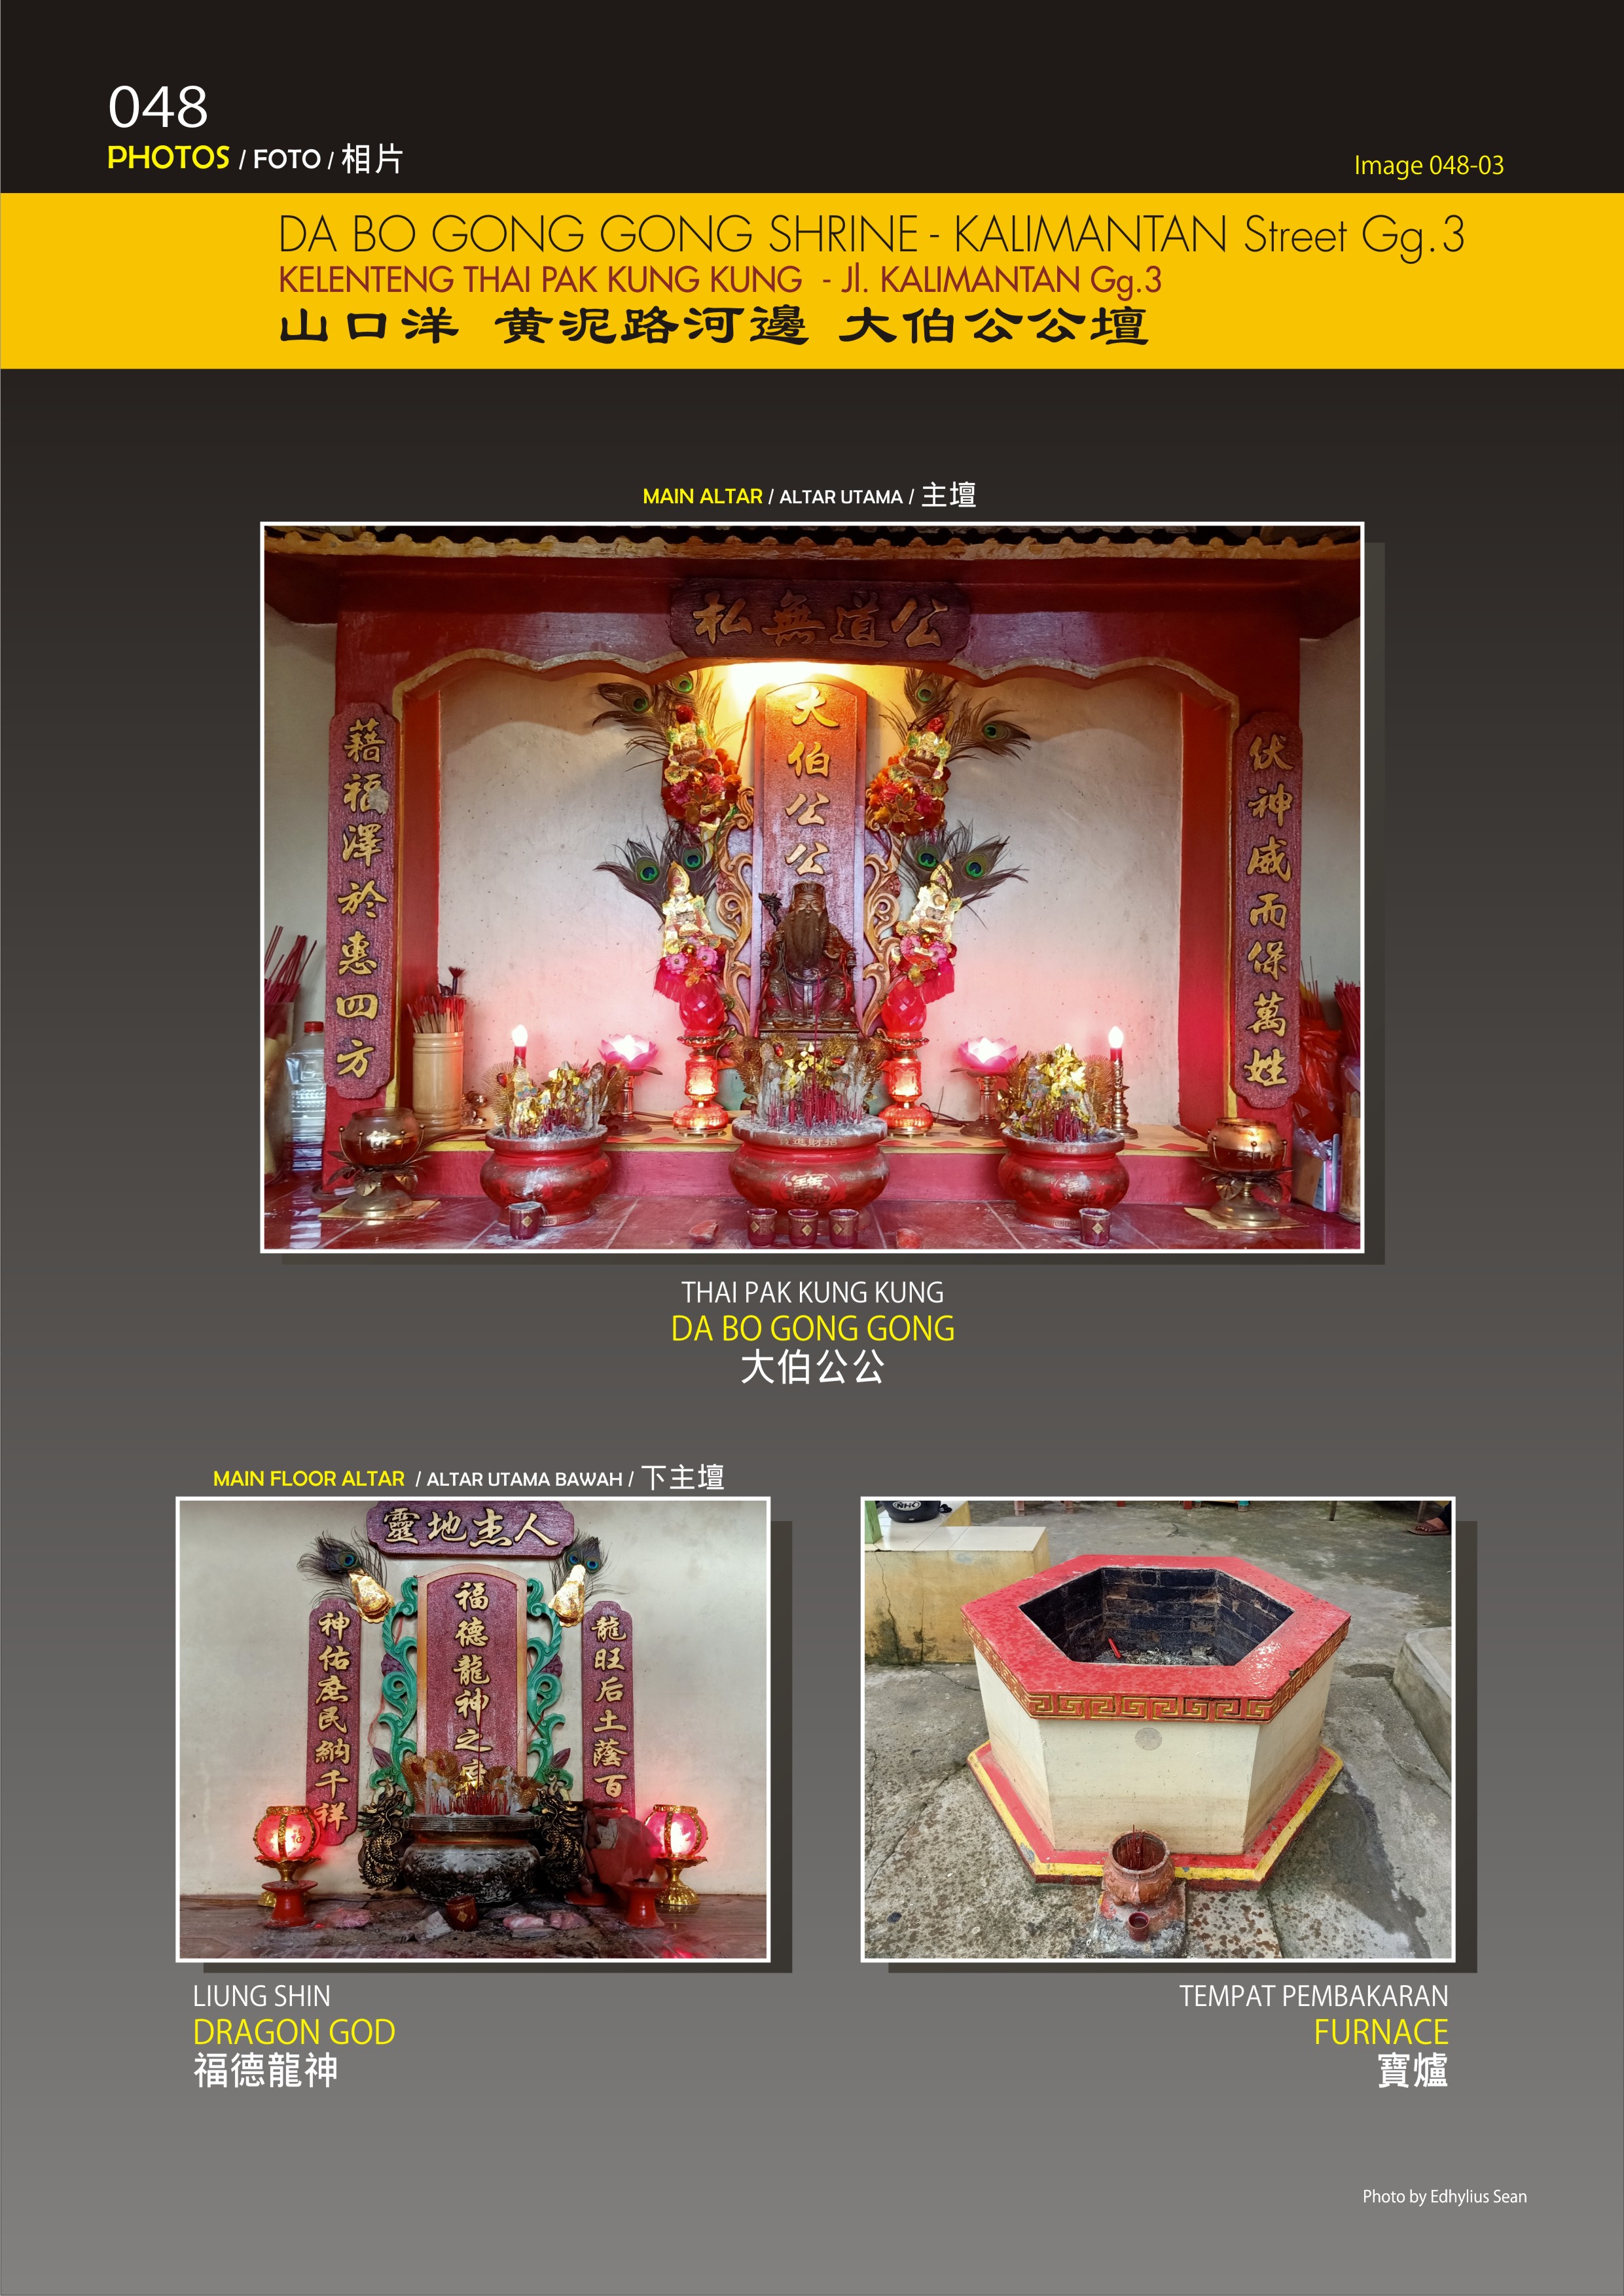 048
PHOTOS / FOTO / 相片
Image 048-03
DA BO GONG GONG SHRINE - KALIMANTAN Street Gg.3
KELENTENG THAI PAK KUNG KUNG - Jl. KALIMANTAN Gg.3
山口洋 黄泥路河邊 大伯公公壇
MAIN ALTAR / ALTAR UTAMA / 主壇
私無道公
大伯公公
伏神威而保萬姓
藉福澤於惠四方
THAI PAK KUNG KUNG
DA BO GONG GONG
大伯公公
MAIN FLOOR ALTAR / ALTAR UTAMA BAWAH / 下主壇
靈地杰人
福德龍神之
龍旺后土蔭百
神佑庶民納千祥
LIUNG SHIN
DRAGON GOD
福德龍神
NHK
TEMPAT PEMBAKARAN
FURNACE
寶爐
Photo by Edhylius Sean